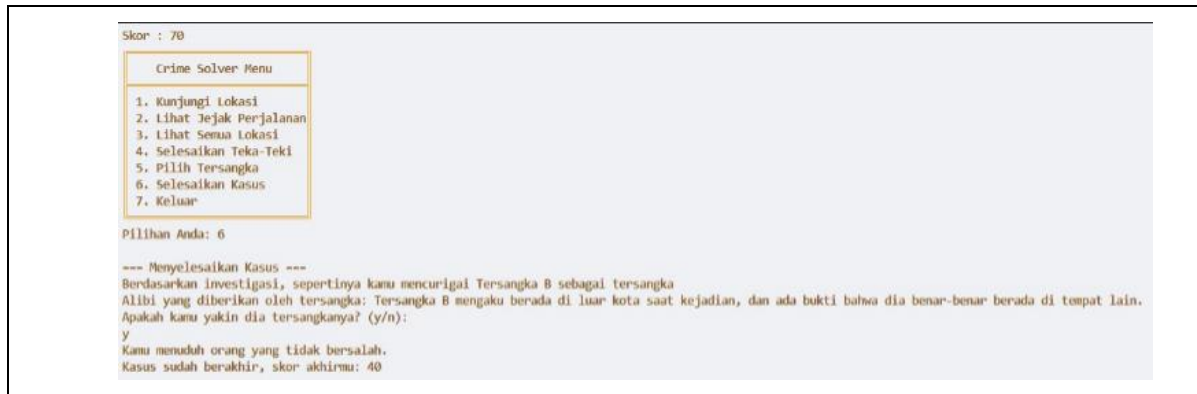 Skor : 70
Crime Solver Menu
1. Kunjungi Lokasi
2. Lihat Jejak Perjalanan
3. Lihat Semua Lokasi
4. Selesaikan Teka-Teki
5. Pilih Tersangka
6. Selesaikan Kasus
7. Keluar
Pilihan Anda: 6
=== Menyelesaikan Kasus ===
Berdasarkan investigasi, sepertinya kamu mencurigai Tersangka B sebagai tersangka
Alibi yang diberikan oleh tersangka: Tersangka B mengaku berada di luar kota saat kejadian, dan ada bukti bahwa dia benar-benar berada di tempat lain.
Apakah kamu yakin dia tersangkanya? (y/n):
y
Kamu menuduh orang yang tidak bersalah.
Kasus sudah berakhir, skor akhirmu: 40